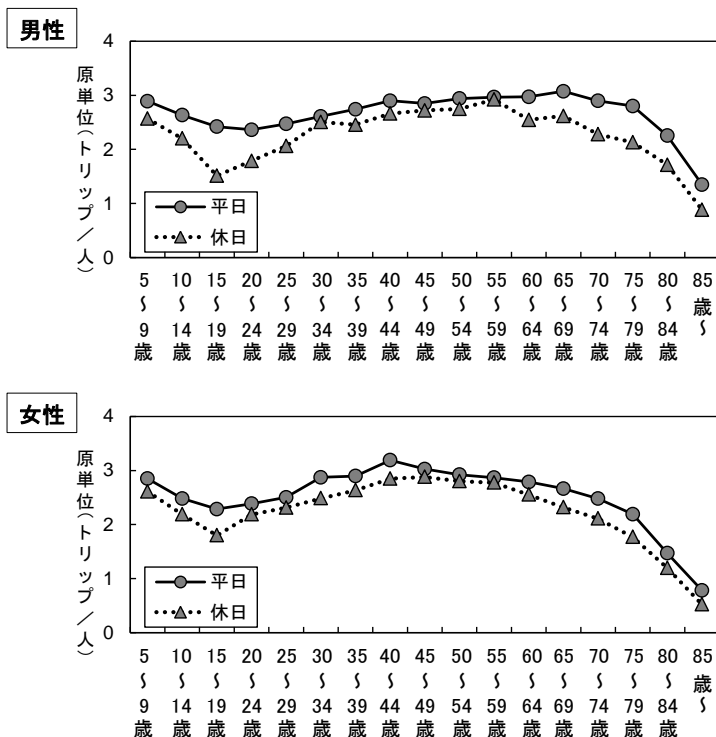 男性
原単位(トリップ/人)
4
3
2
1
0
平日
休日
5~9歳
10~14歳
15~19歳
20~24歳
25~29歳
30~34歳
35~39歳
40~44歳
45~49歳
50~54歳
55~59歳
60~64歳
65~69歳
70~74歳
75~79歳
80~84歳
85歳~
女性
原単位(トリップ/人)
4
3
2
1
0
平日
休日
5~9歳
10~14歳
15~19歳
20~24歳
25~29歳
30~34歳
35~39歳
40~44歳
45~49歳
50~54歳
55~59歳
60~64歳
65~69歳
70~74歳
75~79歳
80~84歳
85歳~